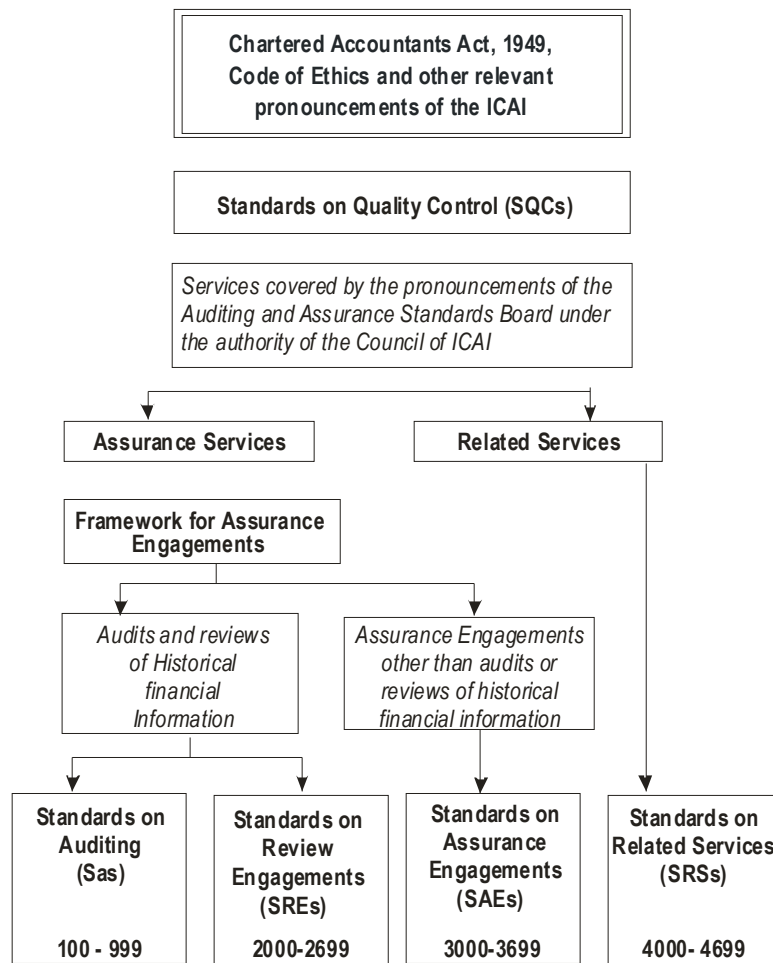 Chartered Accountants Act, 1949,
Code of Ethics and other relevant
pronouncements of the ICAI
Standards on Quality Control (SQCs)
Services covered by the pronouncements of the
Auditing and Assurance Standards Board under
the authority of the Council of ICAI
Assurance Services
Related Services
Framework for Assurance
Engagements
Audits and reviews
of Historical
financial
Information
Assurance Engagements
other than audits or
reviews of historical
financial information
Standards on
Auditing
(Sas)
100 - 999
Standards on
Review
Engagements
(SREs)
2000-2699
Standards on
Assurance
Engagements
(SAEs)
3000-3699
Standards on
Related Services
(SRSs)
4000- 4699